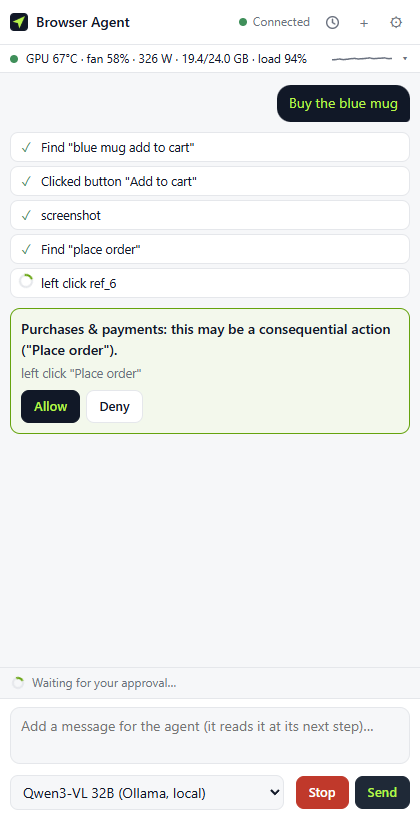 Browser Agent
Connected
GPU 67°C · fan 58% · 326 W · 19.4/24.0 GB · load 94%
Buy the blue mug
Find "blue mug add to cart"
Clicked button "Add to cart"
screenshot
Find "place order"
left click ref_6
Purchases & payments: this may be a consequential action
("Place order").
left click "Place order"
Allow
Deny
Waiting for your approval...
Add a message for the agent (it reads it at its next step)...
Qwen3-VL 32B (Ollama, local)
Stop
Send